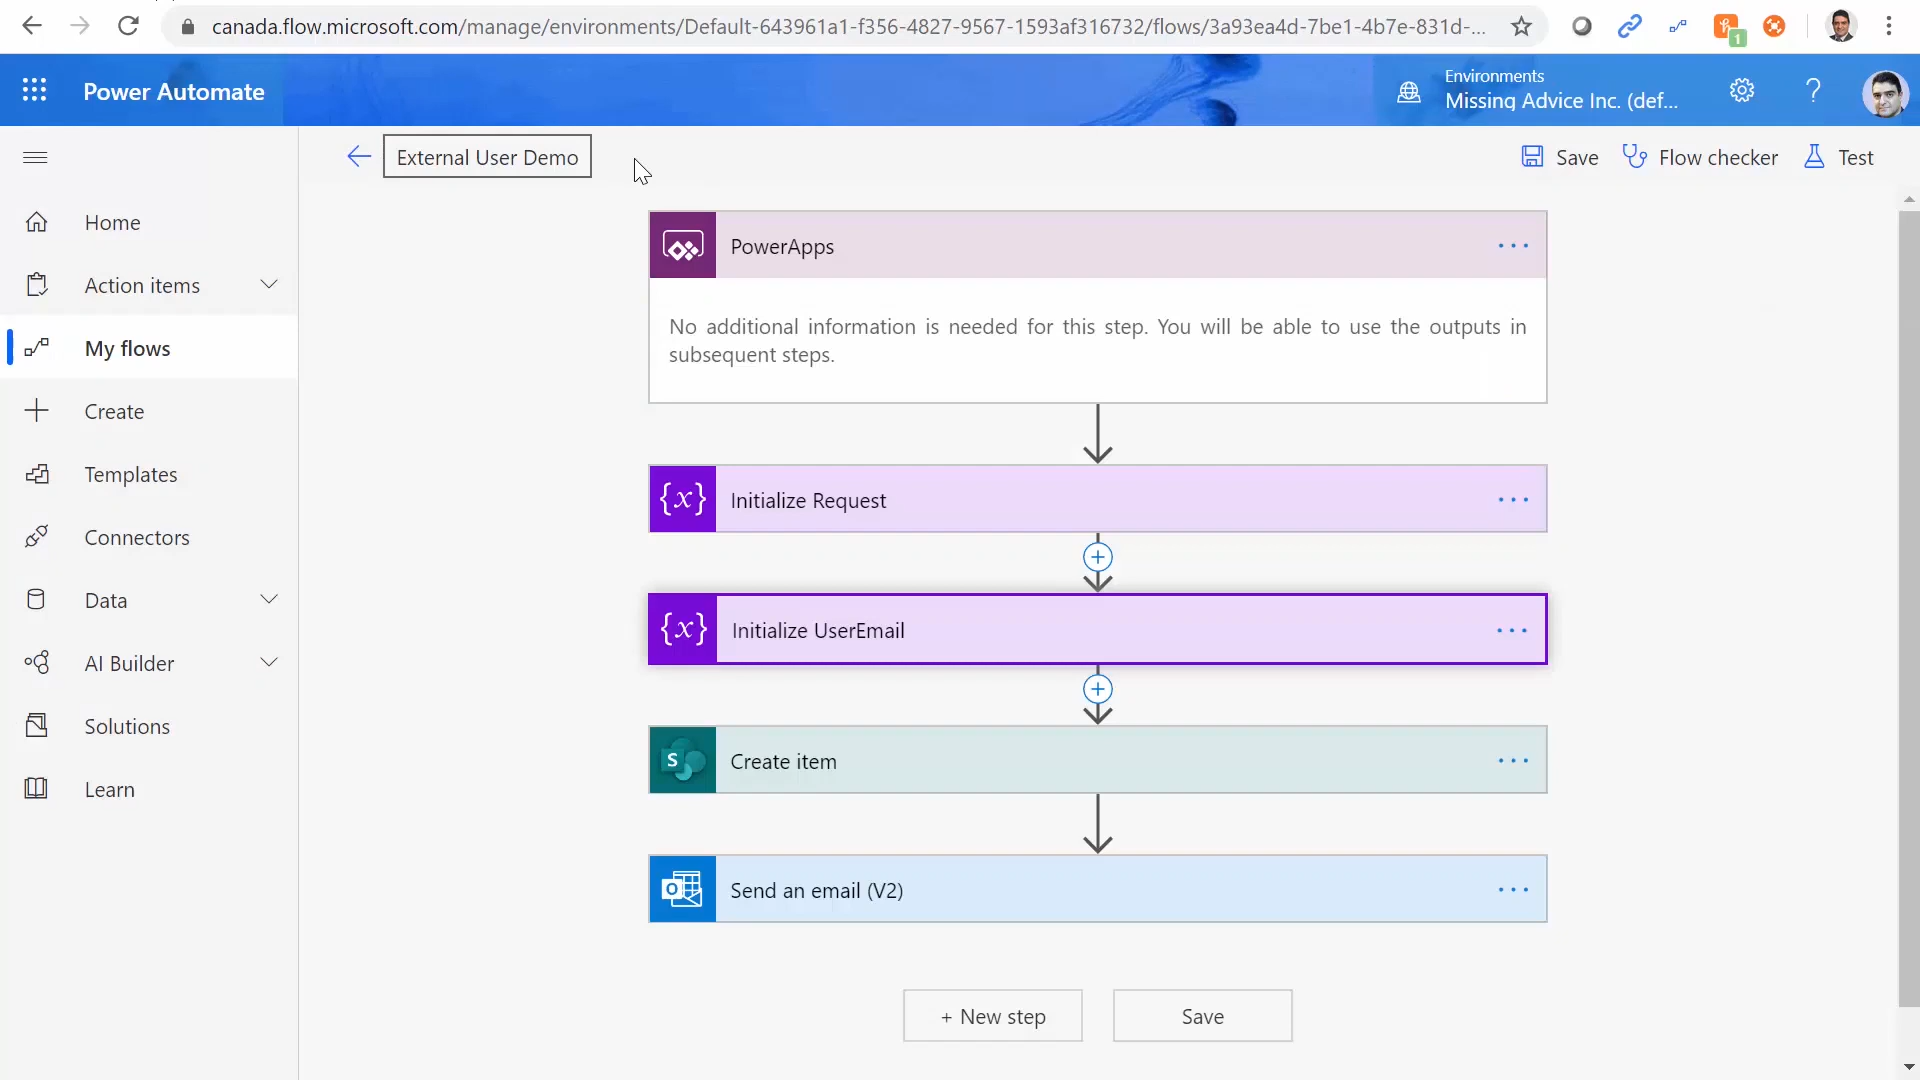 canada.flow.microsoft.com/manage/environments/Default-643961a1-f356-4827-9567-1593af316732/flows/3a93ea4d-7be1-4b7e-831d-...
1
Power Automate
Environments
Missing Advice Inc. (def...
?
External User Demo
Save
Flow checker
Test
Home
Action items
My flows
Create
Templates
Connectors
Data
AI Builder
Solutions
Learn
PowerApps
No additional information is needed for this step. You will be able to use the outputs in
subsequent steps.
{x} Initialize Request
{x} Initialize UserEmail
S Create item
O Send an email (V2)
+ New step
Save